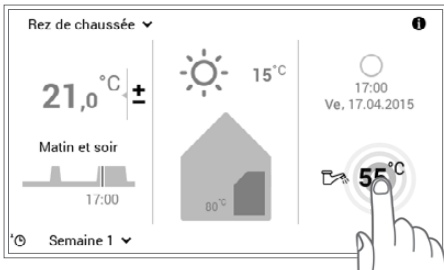 Rez de chaussée
21,0 °C ±
Matin et soir
17:00
Semaine 1
15°C
80°C
17:00
Ve, 17.04.2015
55°C